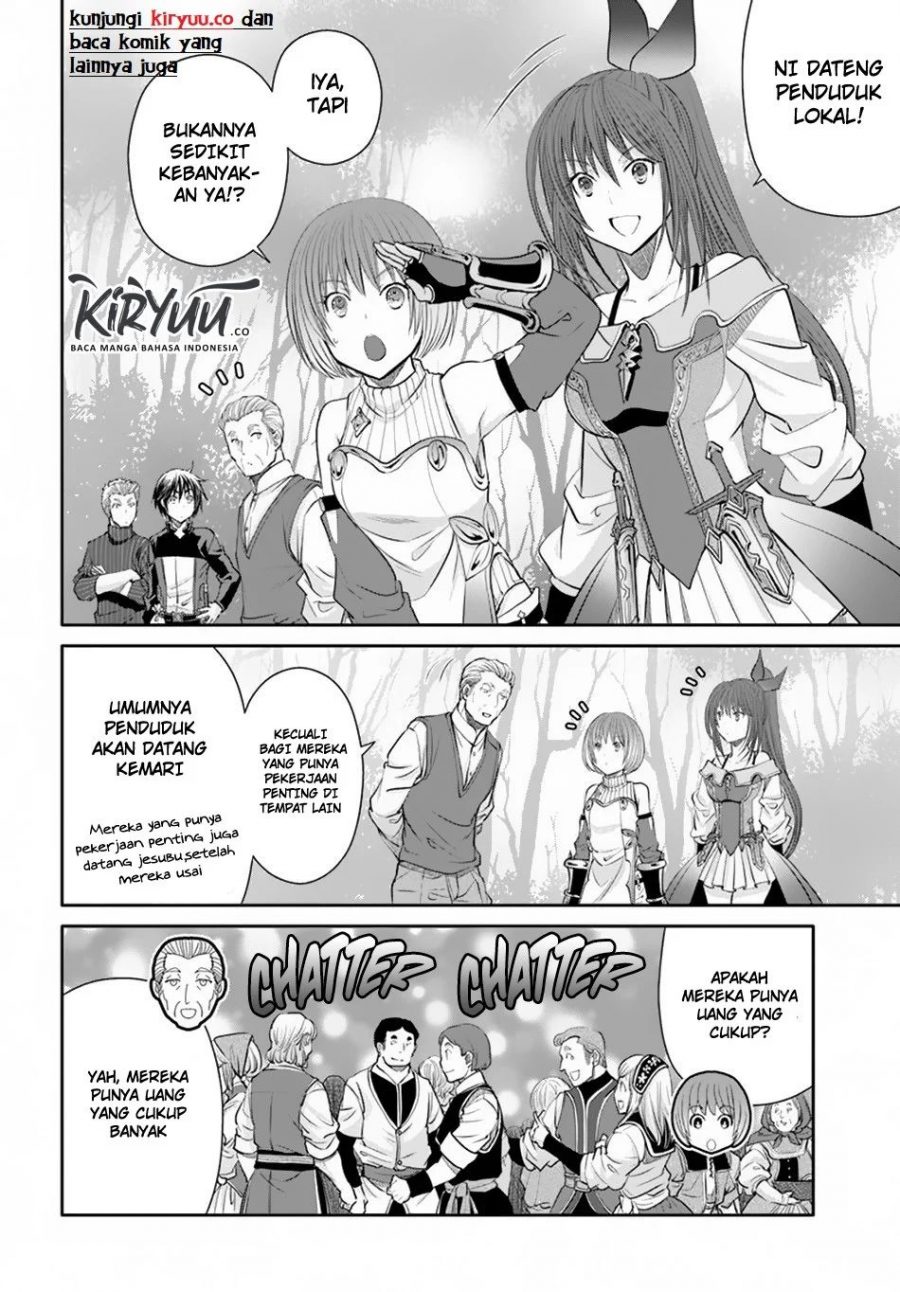 kunjungi kiryuu.co dan
baca komik yang
lainnya juga
NI DATENG
PENDUDUK
LOKAL!
IYA,
TAPI
BUKANNYA
SEDIKIT
KEBANYAK-
AN YA!?
KIRYUU.CO
BACA MANGA BAHASA INDONESIA
KECUALI
BAGI MEREKA
YANG PUNYA
PEKERJAAN
PENTING DI
TEMPAT LAIN
UMUMNYA
PENDUDUK
AKAN DATANG
KEMARI
Mereka yang punya
pekerjaan penting juga
datang jesubu,setelah
mereka usai
APAKAH
MEREKA PUNYA
UANG YANG
CUKUP?
CHATTER CHATTER
YAH, MEREKA
PUNYA UANG
YANG CUKUP
BANYAK